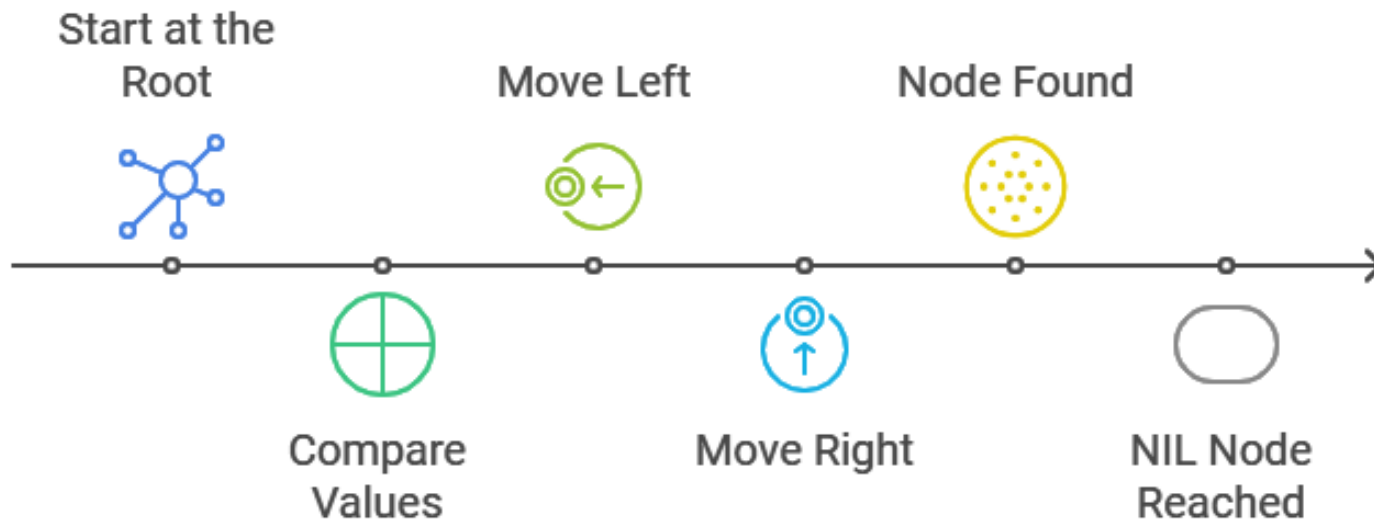 Start at the
Root
Compare
Values
Move Left
Move Right
Node Found
NIL Node
Reached